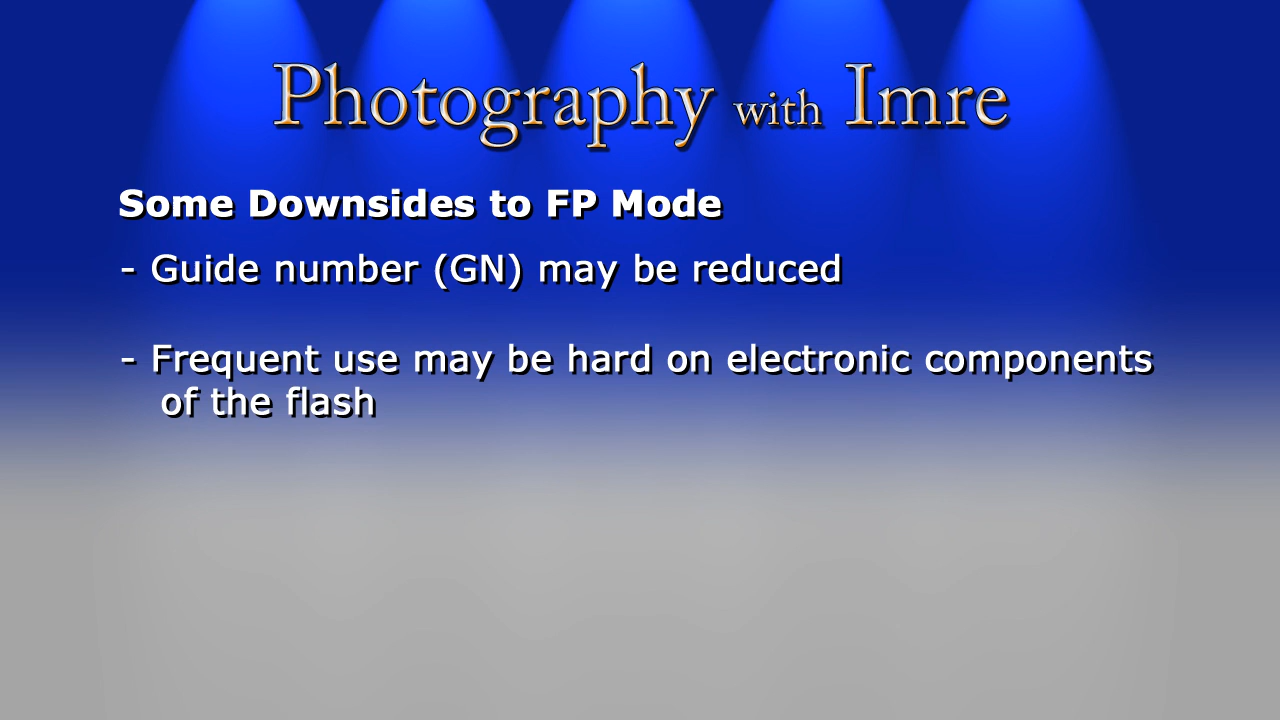 Photography with Imre
Some Downsides to FP Mode
- Guide number (GN) may be reduced
- Frequent use may be hard on electronic components
of the flash